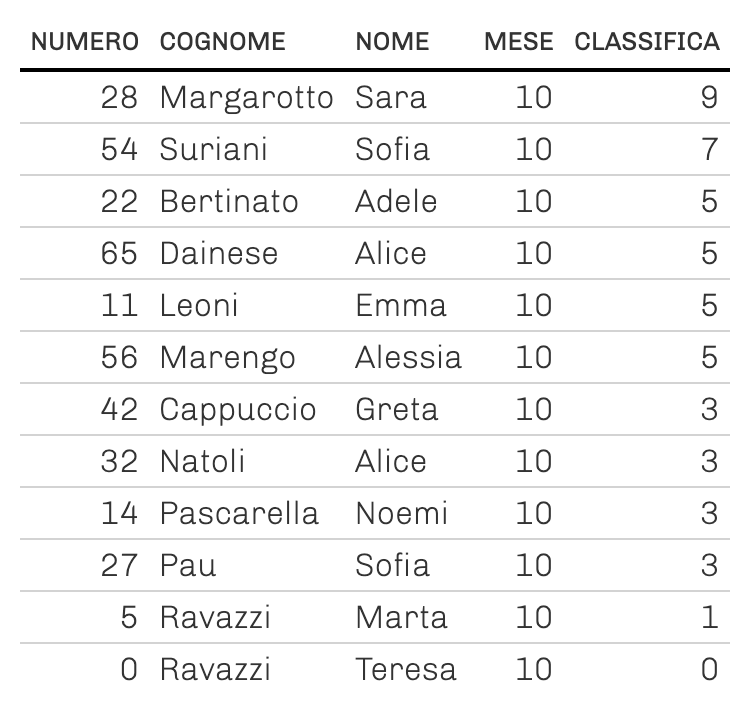 NUMERO COGNOME NOME MESE CLASSIFICA
28 Margarotto Sara 10 9
54 Suriani Sofia 10 7
22 Bertinato Adele 10 5
65 Dainese Alice 10 5
11 Leoni Emma 10 5
56 Marengo Alessia 10 5
42 Cappuccio Greta 10 3
32 Natoli Alice 10 3
14 Pascarella Noemi 10 3
27 Pau Sofia 10 3
5 Ravazzi Marta 10 1
0 Ravazzi Teresa 10 0